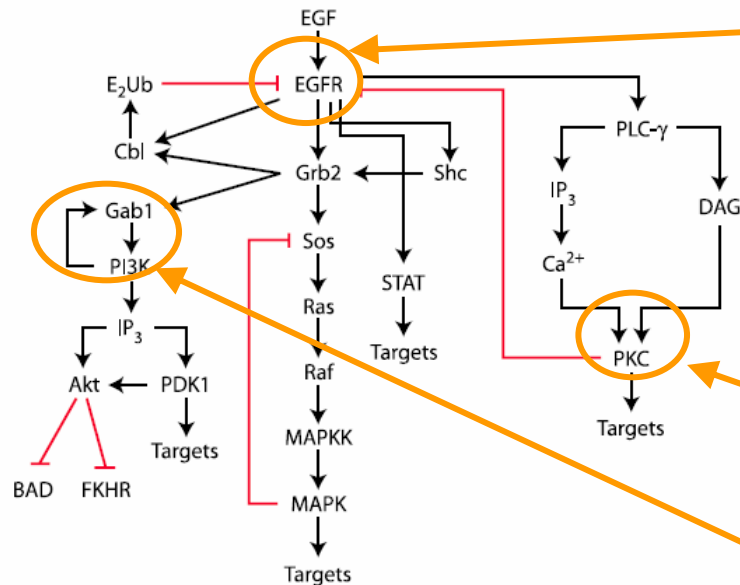 EGF
E₂Ub
EGFR
PLC-γ
Cbl
Grb2
Shc
IP₃
DAG
Gab1
Sos
Ca²⁺
PI3K
STAT
Ras
IP₃
Targets
Raf
PKC
Akt
PDK1
Targets
MAPKK
Targets
BAD
FKHR
MAPK
Targets